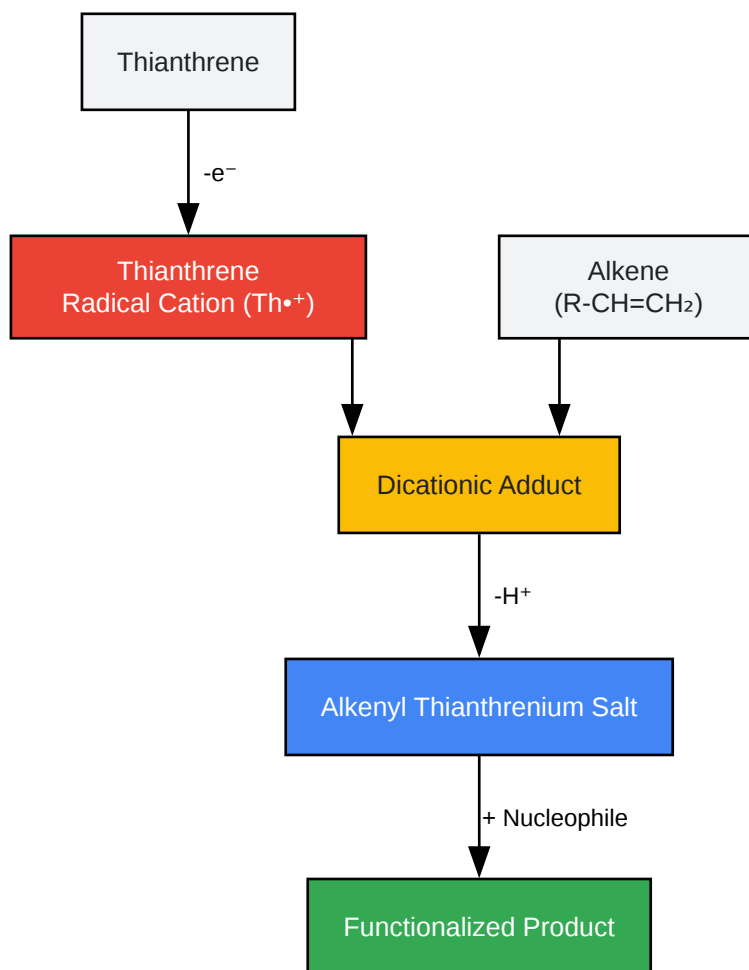 Thianthrene
-e⁻
Thianthrene
Radical Cation (Th•⁺)
Alkene
(R-CH=CH₂)
Dicationic Adduct
-H⁺
Alkenyl Thianthrenium Salt
+ Nucleophile
Functionalized Product